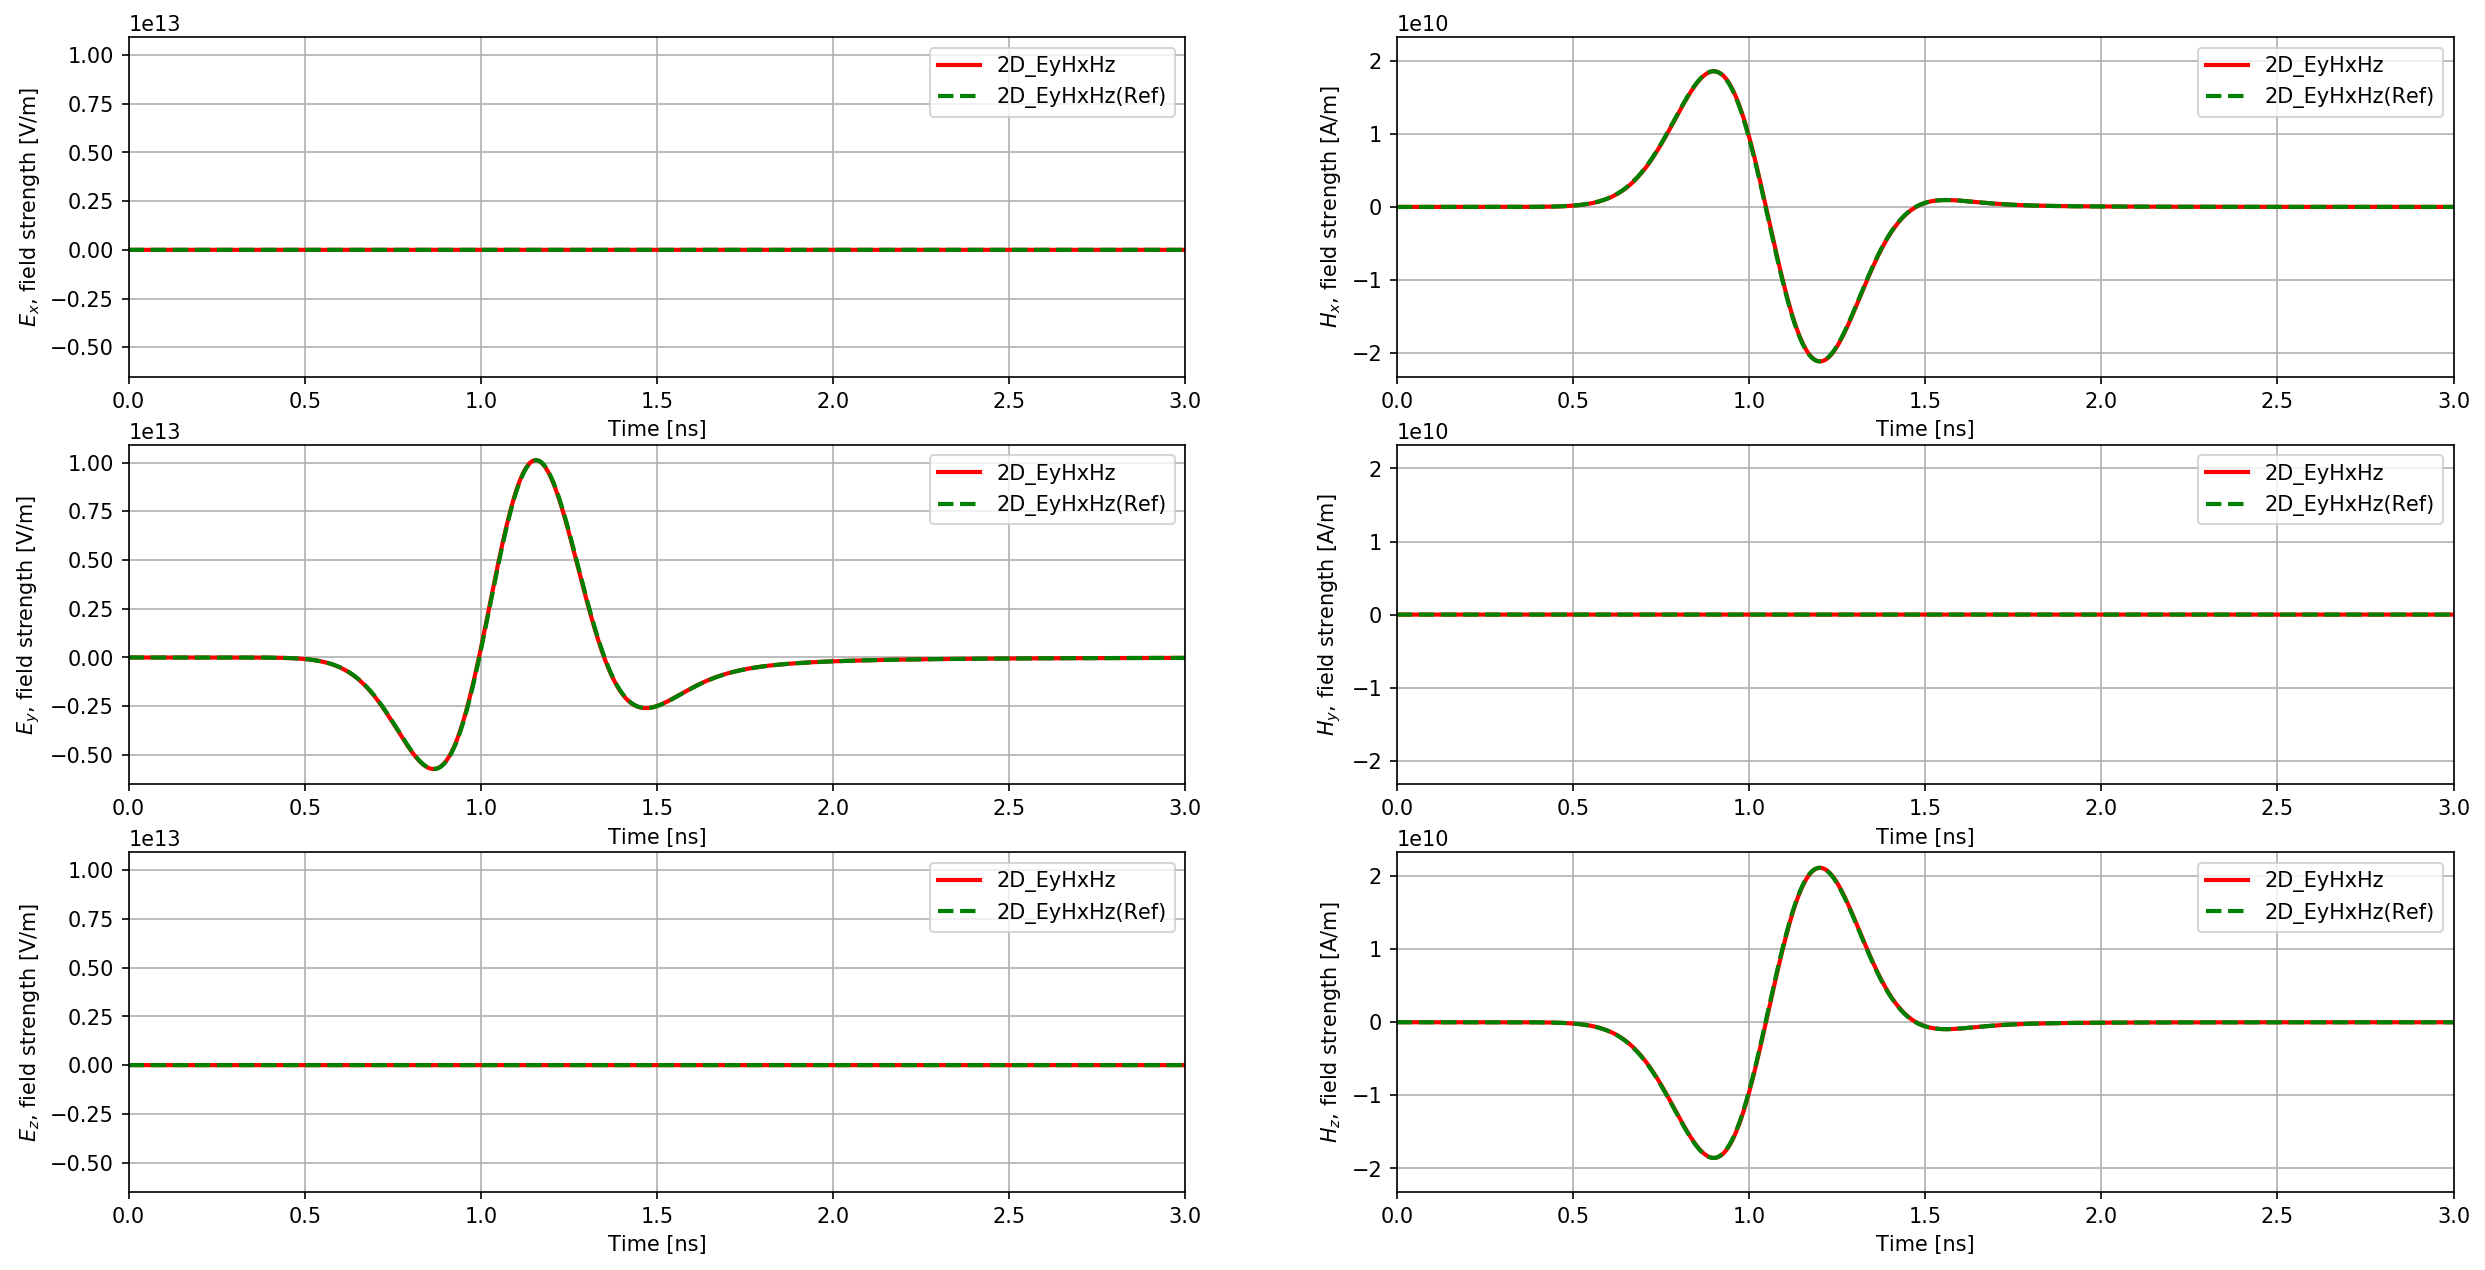 1e13
1.00
0.75
0.50
0.25
0.00
−0.25
−0.50
Ex, field strength [V/m]
2D_EyHxHz
2D_EyHxHz(Ref)
0.0 0.5 1.0 1.5 2.0 2.5 3.0
Time [ns]
1e10
2
1
0
−1
−2
Hx, field strength [A/m]
2D_EyHxHz
2D_EyHxHz(Ref)
0.0 0.5 1.0 1.5 2.0 2.5 3.0
Time [ns]
1e13
1.00
0.75
0.50
0.25
0.00
−0.25
−0.50
Ey, field strength [V/m]
2D_EyHxHz
2D_EyHxHz(Ref)
0.0 0.5 1.0 1.5 2.0 2.5 3.0
Time [ns]
1e10
2
1
0
−1
−2
Hy, field strength [A/m]
2D_EyHxHz
2D_EyHxHz(Ref)
0.0 0.5 1.0 1.5 2.0 2.5 3.0
Time [ns]
1e13
1.00
0.75
0.50
0.25
0.00
−0.25
−0.50
Ez, field strength [V/m]
2D_EyHxHz
2D_EyHxHz(Ref)
0.0 0.5 1.0 1.5 2.0 2.5 3.0
Time [ns]
1e10
2
1
0
−1
−2
Hz, field strength [A/m]
2D_EyHxHz
2D_EyHxHz(Ref)
0.0 0.5 1.0 1.5 2.0 2.5 3.0
Time [ns]